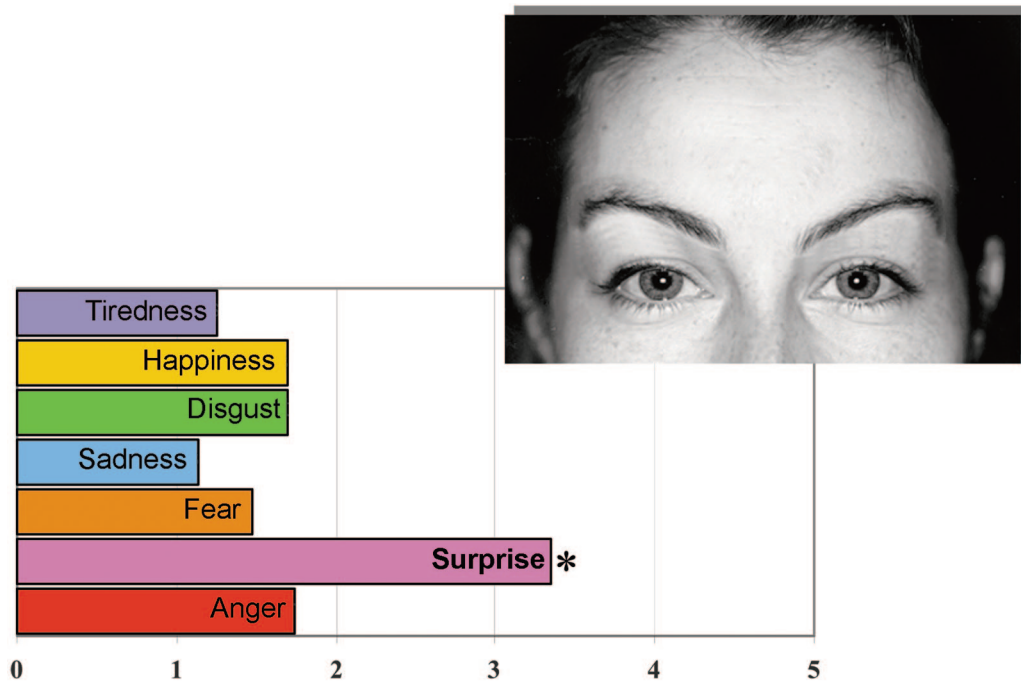 Tiredness
Happiness
Disgust
Sadness
Fear
Surprise *
Anger
0 1 2 3 4 5